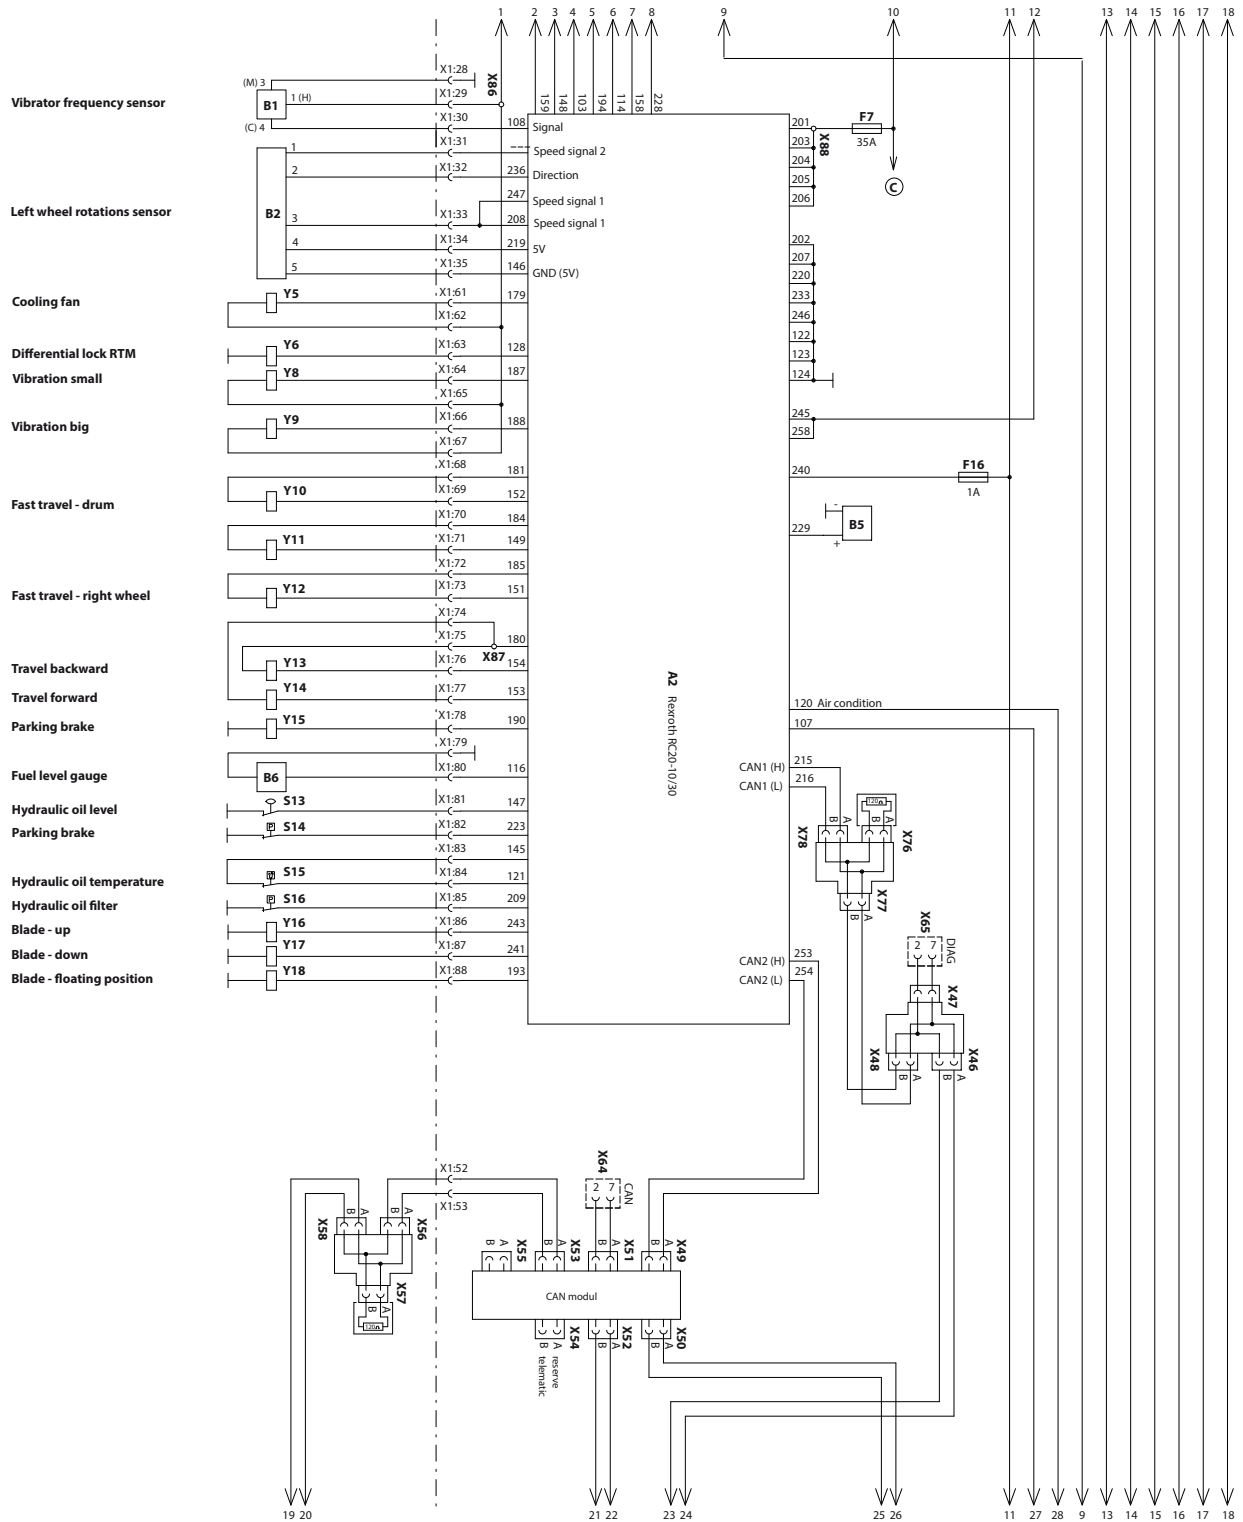 1 2 3 4 5 6 7 8 9 10 11 12 13 14 15 16 17 18
X86
159 148 103 194 114 158 228
Vibrator frequency sensor
(M) 3
B1
1 (H)
(C) 4
X1:28
X1:29
X1:30
108 Signal
Left wheel rotations sensor
B2
1 X1:31 --- Speed signal 2
2 X1:32 236 Direction
247 Speed signal 1
3 X1:33 208 Speed signal 1
4 X1:34 219 5V
5 X1:35 146 GND (5V)
Cooling fan Y5 X1:61 179
X1:62
Differential lock RTM Y6 X1:63 128
Vibration small Y8 X1:64 187
X1:65
Vibration big Y9 X1:66 188
X1:67
X1:68 181
Fast travel - drum Y10 X1:69 152
X1:70 184
Y11 X1:71 149
X1:72 185
Fast travel - right wheel Y12 X1:73 151
X1:74
X1:75 180
X87
Travel backward Y13 X1:76 154
Travel forward Y14 X1:77 153
Parking brake Y15 X1:78 190
X1:79
Fuel level gauge B6 X1:80 116
Hydraulic oil level S13 X1:81 147
Parking brake S14 P X1:82 223
X1:83 145
Hydraulic oil temperature S15 X1:84 121
Hydraulic oil filter S16 P X1:85 209
Blade - up Y16 X1:86 243
Blade - down Y17 X1:87 241
Blade - floating position Y18 X1:88 193
A2 Rexroth RC20-10/30
201
203
204
205
206
X88
F7
35A
C
202
207
220
233
246
122
123
124
245
258
240
F16
1A
229
-
+
B5
120 Air condition
107
CAN1 (H) 215
CAN1 (L) 216
120Ω
B A
B A
X78
X76
X77
B A
X65
2 7
DIAG
CAN2 (H) 253
CAN2 (L) 254
X47
X48
X46
B A
B A
X1:52
X1:53
X64
2 7
CAN
X58
B A
B A
X56
X57
B A
120Ω
B A X55
B A X53
B A X51
B A X49
CAN modul
B A X54
B A X52
B A X50
reserve
telematic
19 20 21 22 23 24 25 26 11 27 28 9 13 14 15 16 17 18